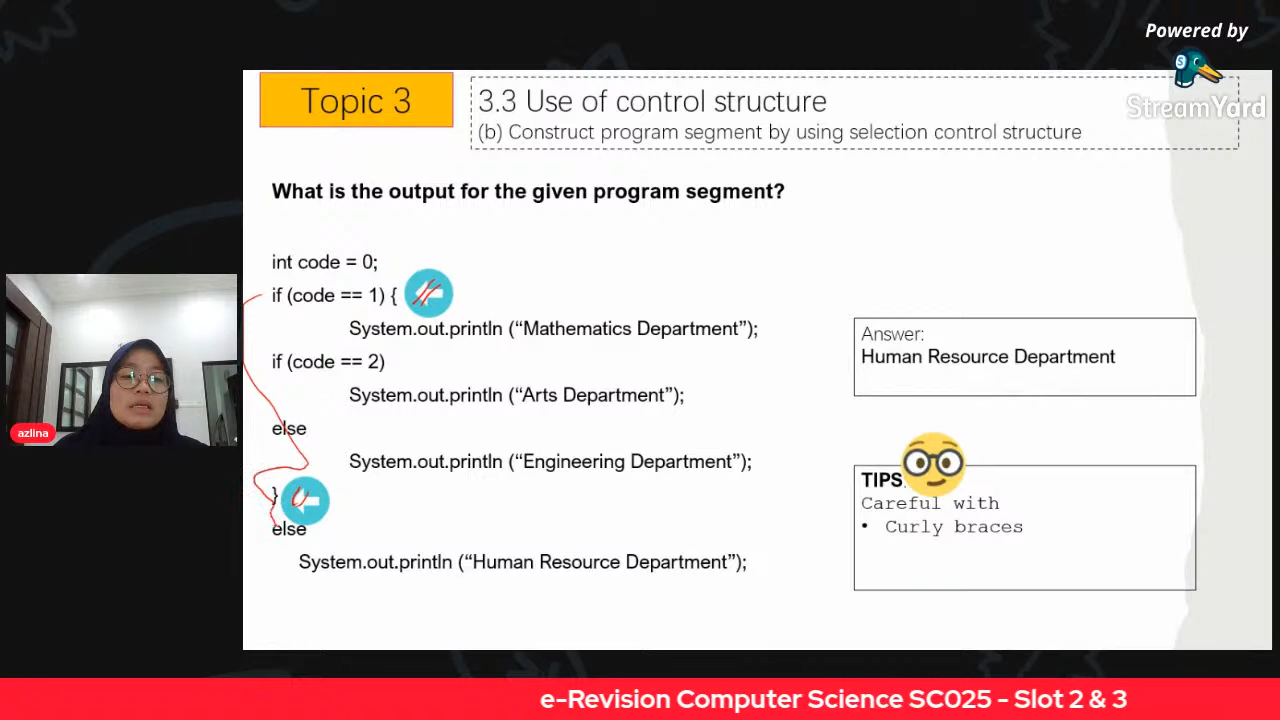 Powered by
StreamYard
Topic 3
3.3 Use of control structure
(b) Construct program segment by using selection control structure
What is the output for the given program segment?
int code = 0;
if (code == 1) {
System.out.println (“Mathematics Department”);
if (code == 2)
System.out.println (“Arts Department”);
else
System.out.println (“Engineering Department”);
}
else
System.out.println (“Human Resource Department”);
Answer:
Human Resource Department
TIPS
Careful with
• Curly braces
azlina
e-Revision Computer Science SC025 - Slot 2 & 3